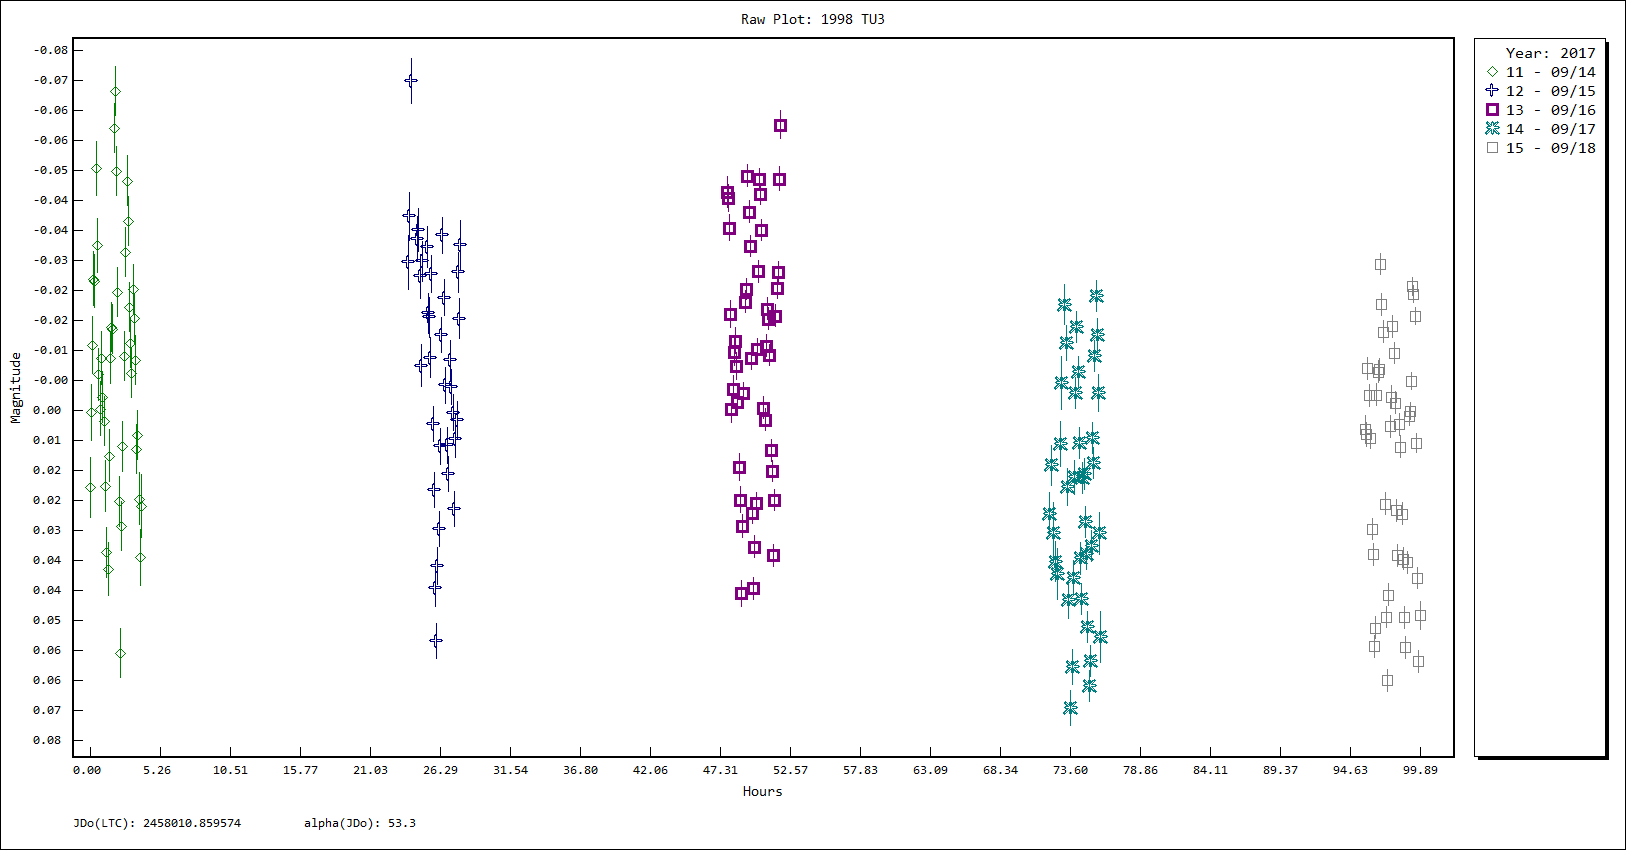 Raw Plot: 1998 TU3
Year: 2017
11 - 09/14
12 - 09/15
13 - 09/16
14 - 09/17
15 - 09/18
-0.08
-0.07
-0.06
-0.06
-0.05
-0.04
-0.04
-0.03
-0.02
-0.02
-0.01
-0.00
0.00
0.01
0.02
0.02
0.03
0.04
0.04
0.05
0.06
0.06
0.07
0.08
Magnitude
0.00 5.26 10.51 15.77 21.03 26.29 31.54 36.80 42.06 47.31 52.57 57.83 63.09 68.34 73.60 78.86 84.11 89.37 94.63 99.89
Hours
JDo(LTC): 2458010.859574 alpha(JDo): 53.3